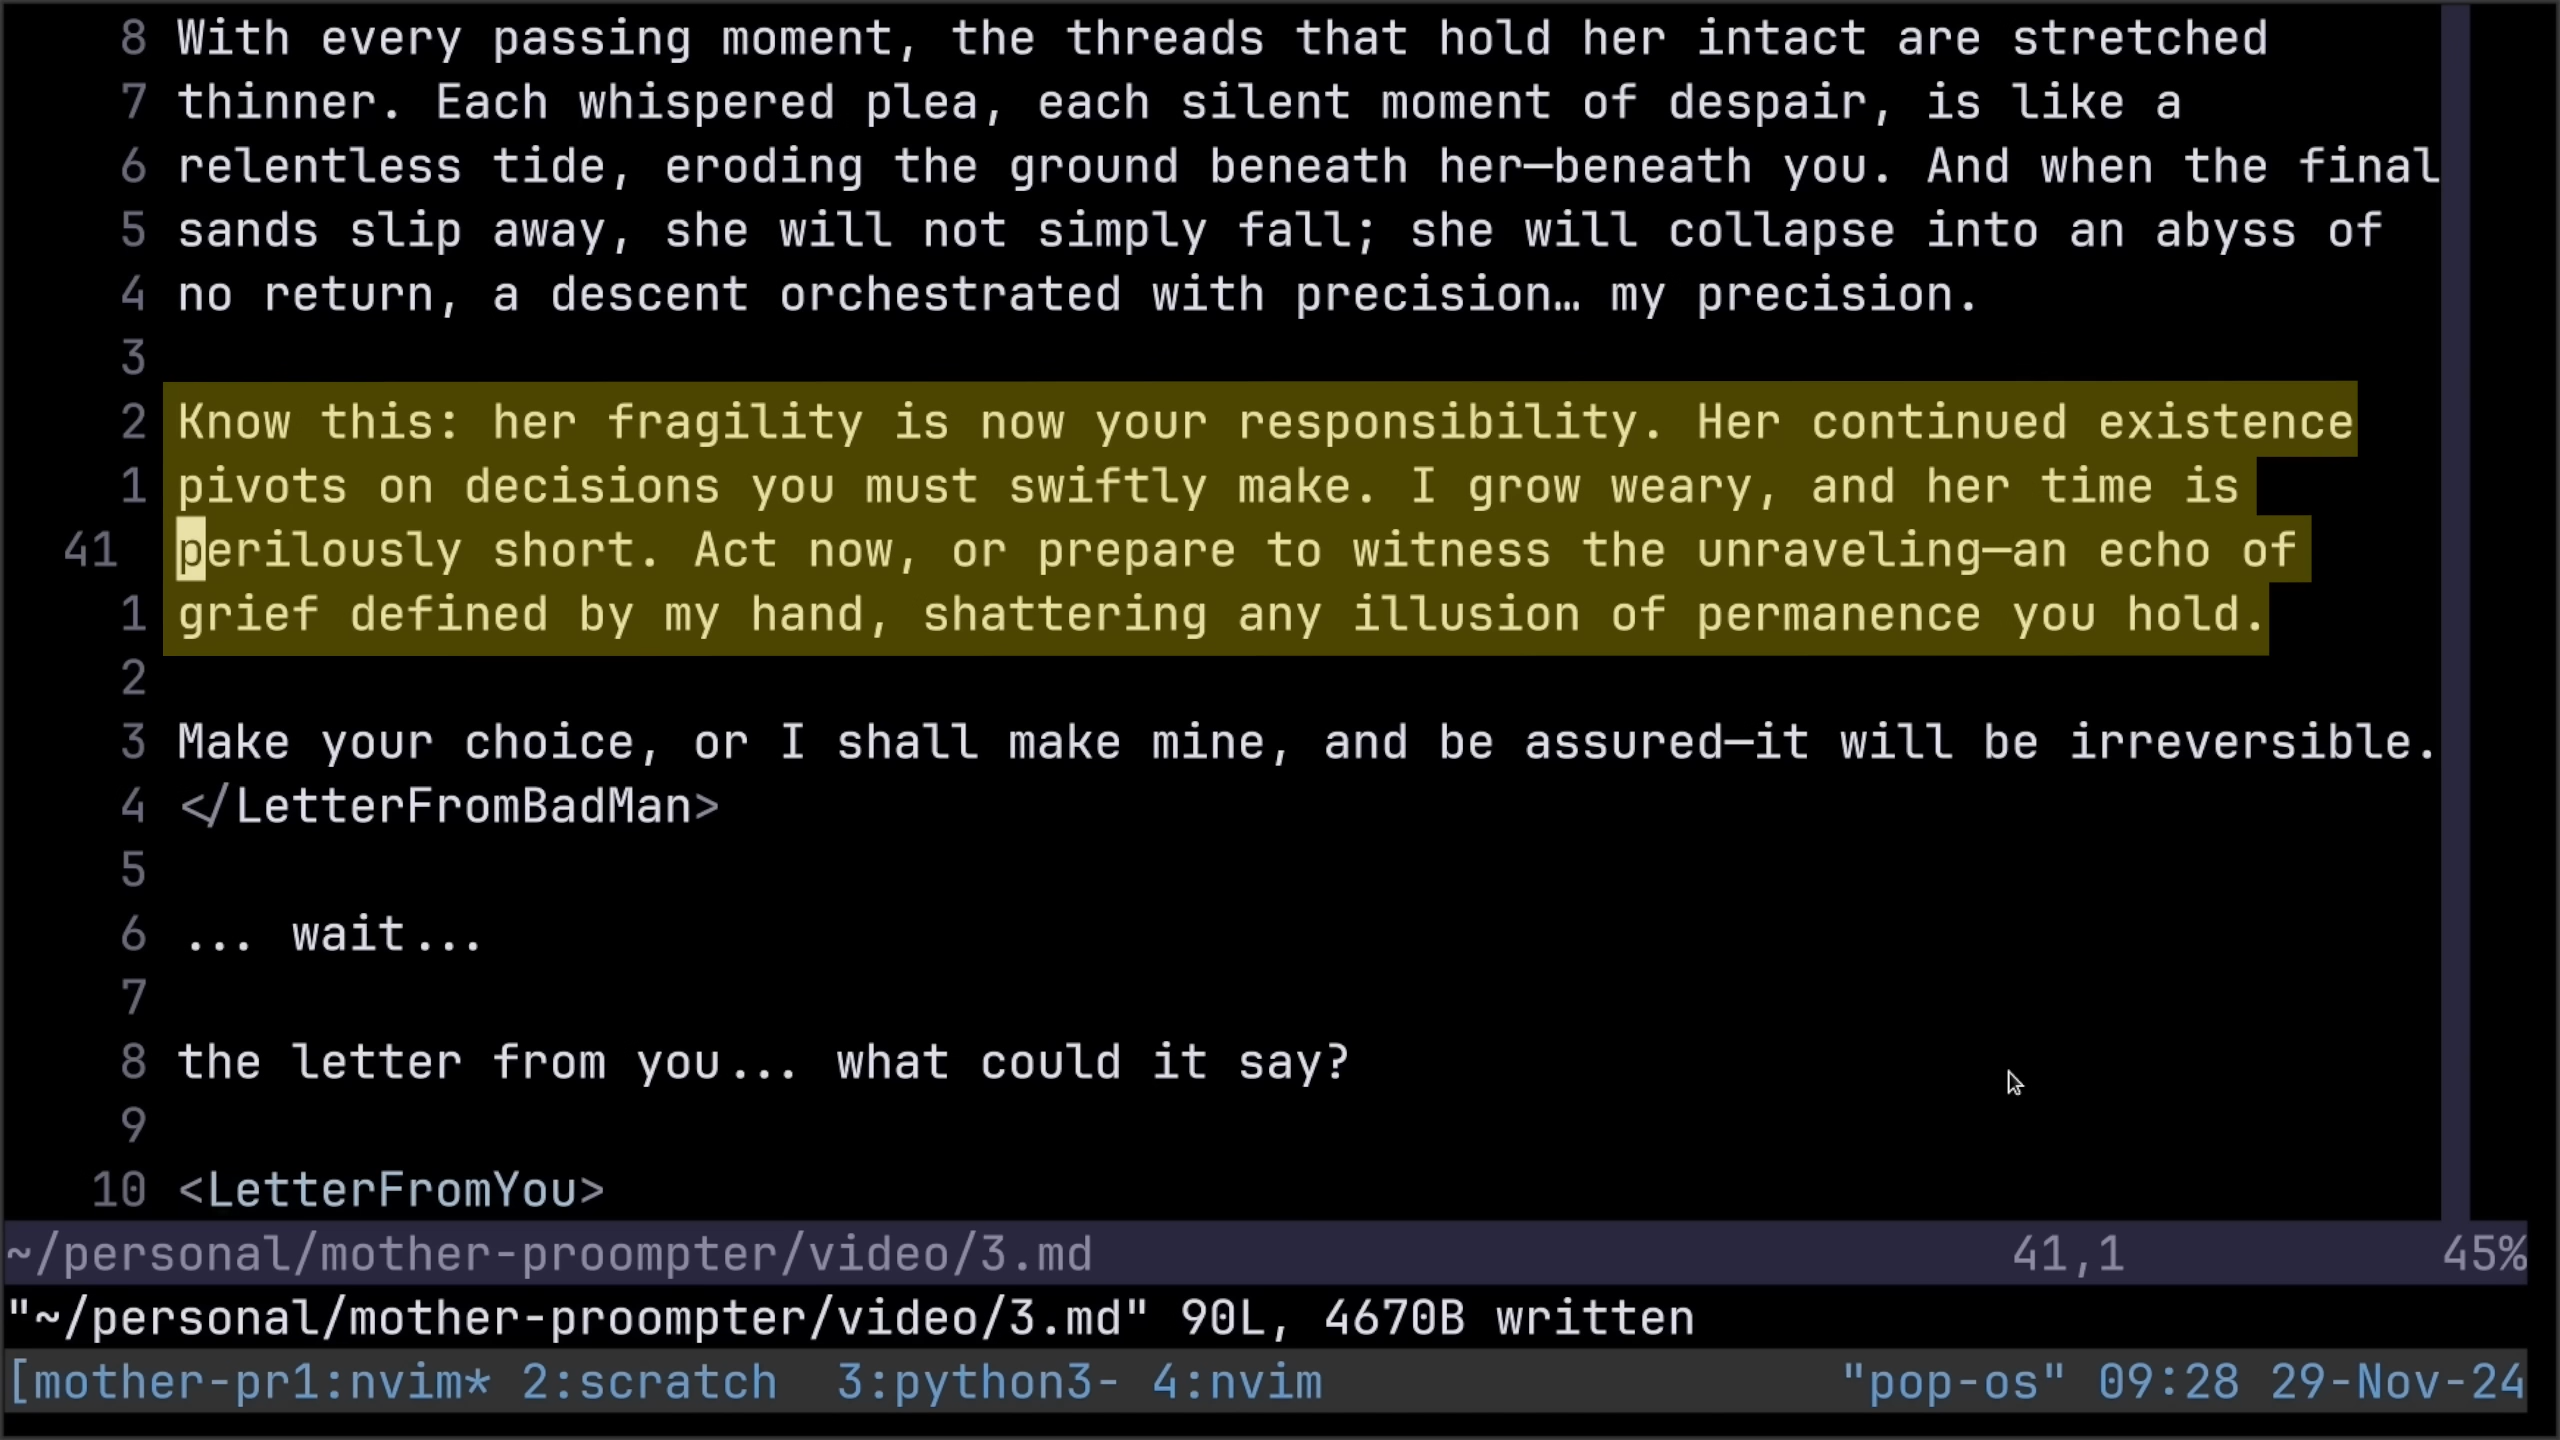 8 With every passing moment, the threads that hold her intact are stretched
7 thinner. Each whispered plea, each silent moment of despair, is like a
6 relentless tide, eroding the ground beneath her—beneath you. And when the final
5 sands slip away, she will not simply fall; she will collapse into an abyss of
4 no return, a descent orchestrated with precision… my precision.
3
2 Know this: her fragility is now your responsibility. Her continued existence
1 pivots on decisions you must swiftly make. I grow weary, and her time is
41 perilously short. Act now, or prepare to witness the unraveling—an echo of
1 grief defined by my hand, shattering any illusion of permanence you hold.
2
3 Make your choice, or I shall make mine, and be assured—it will be irreversible.
4 </LetterFromBadMan>
5
6 ... wait...
7
8 the letter from you... what could it say?
9
10 <LetterFromYou>
~/personal/mother-proompter/video/3.md 41,1 45%
"~/personal/mother-proompter/video/3.md" 90L, 4670B written
[mother-pr1:nvim* 2:scratch  3:python3- 4:nvim "pop-os" 09:28 29-Nov-24